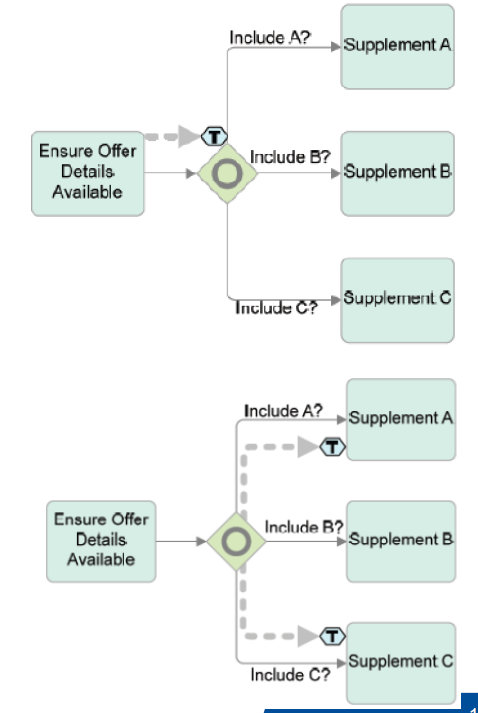 Include A?
Supplement A
T
Ensure Offer
Details
Available
Include B?
Supplement B
Include C?
Supplement C
Include A?
Supplement A
T
Ensure Offer
Details
Available
Include B?
Supplement B
T
Include C?
Supplement C